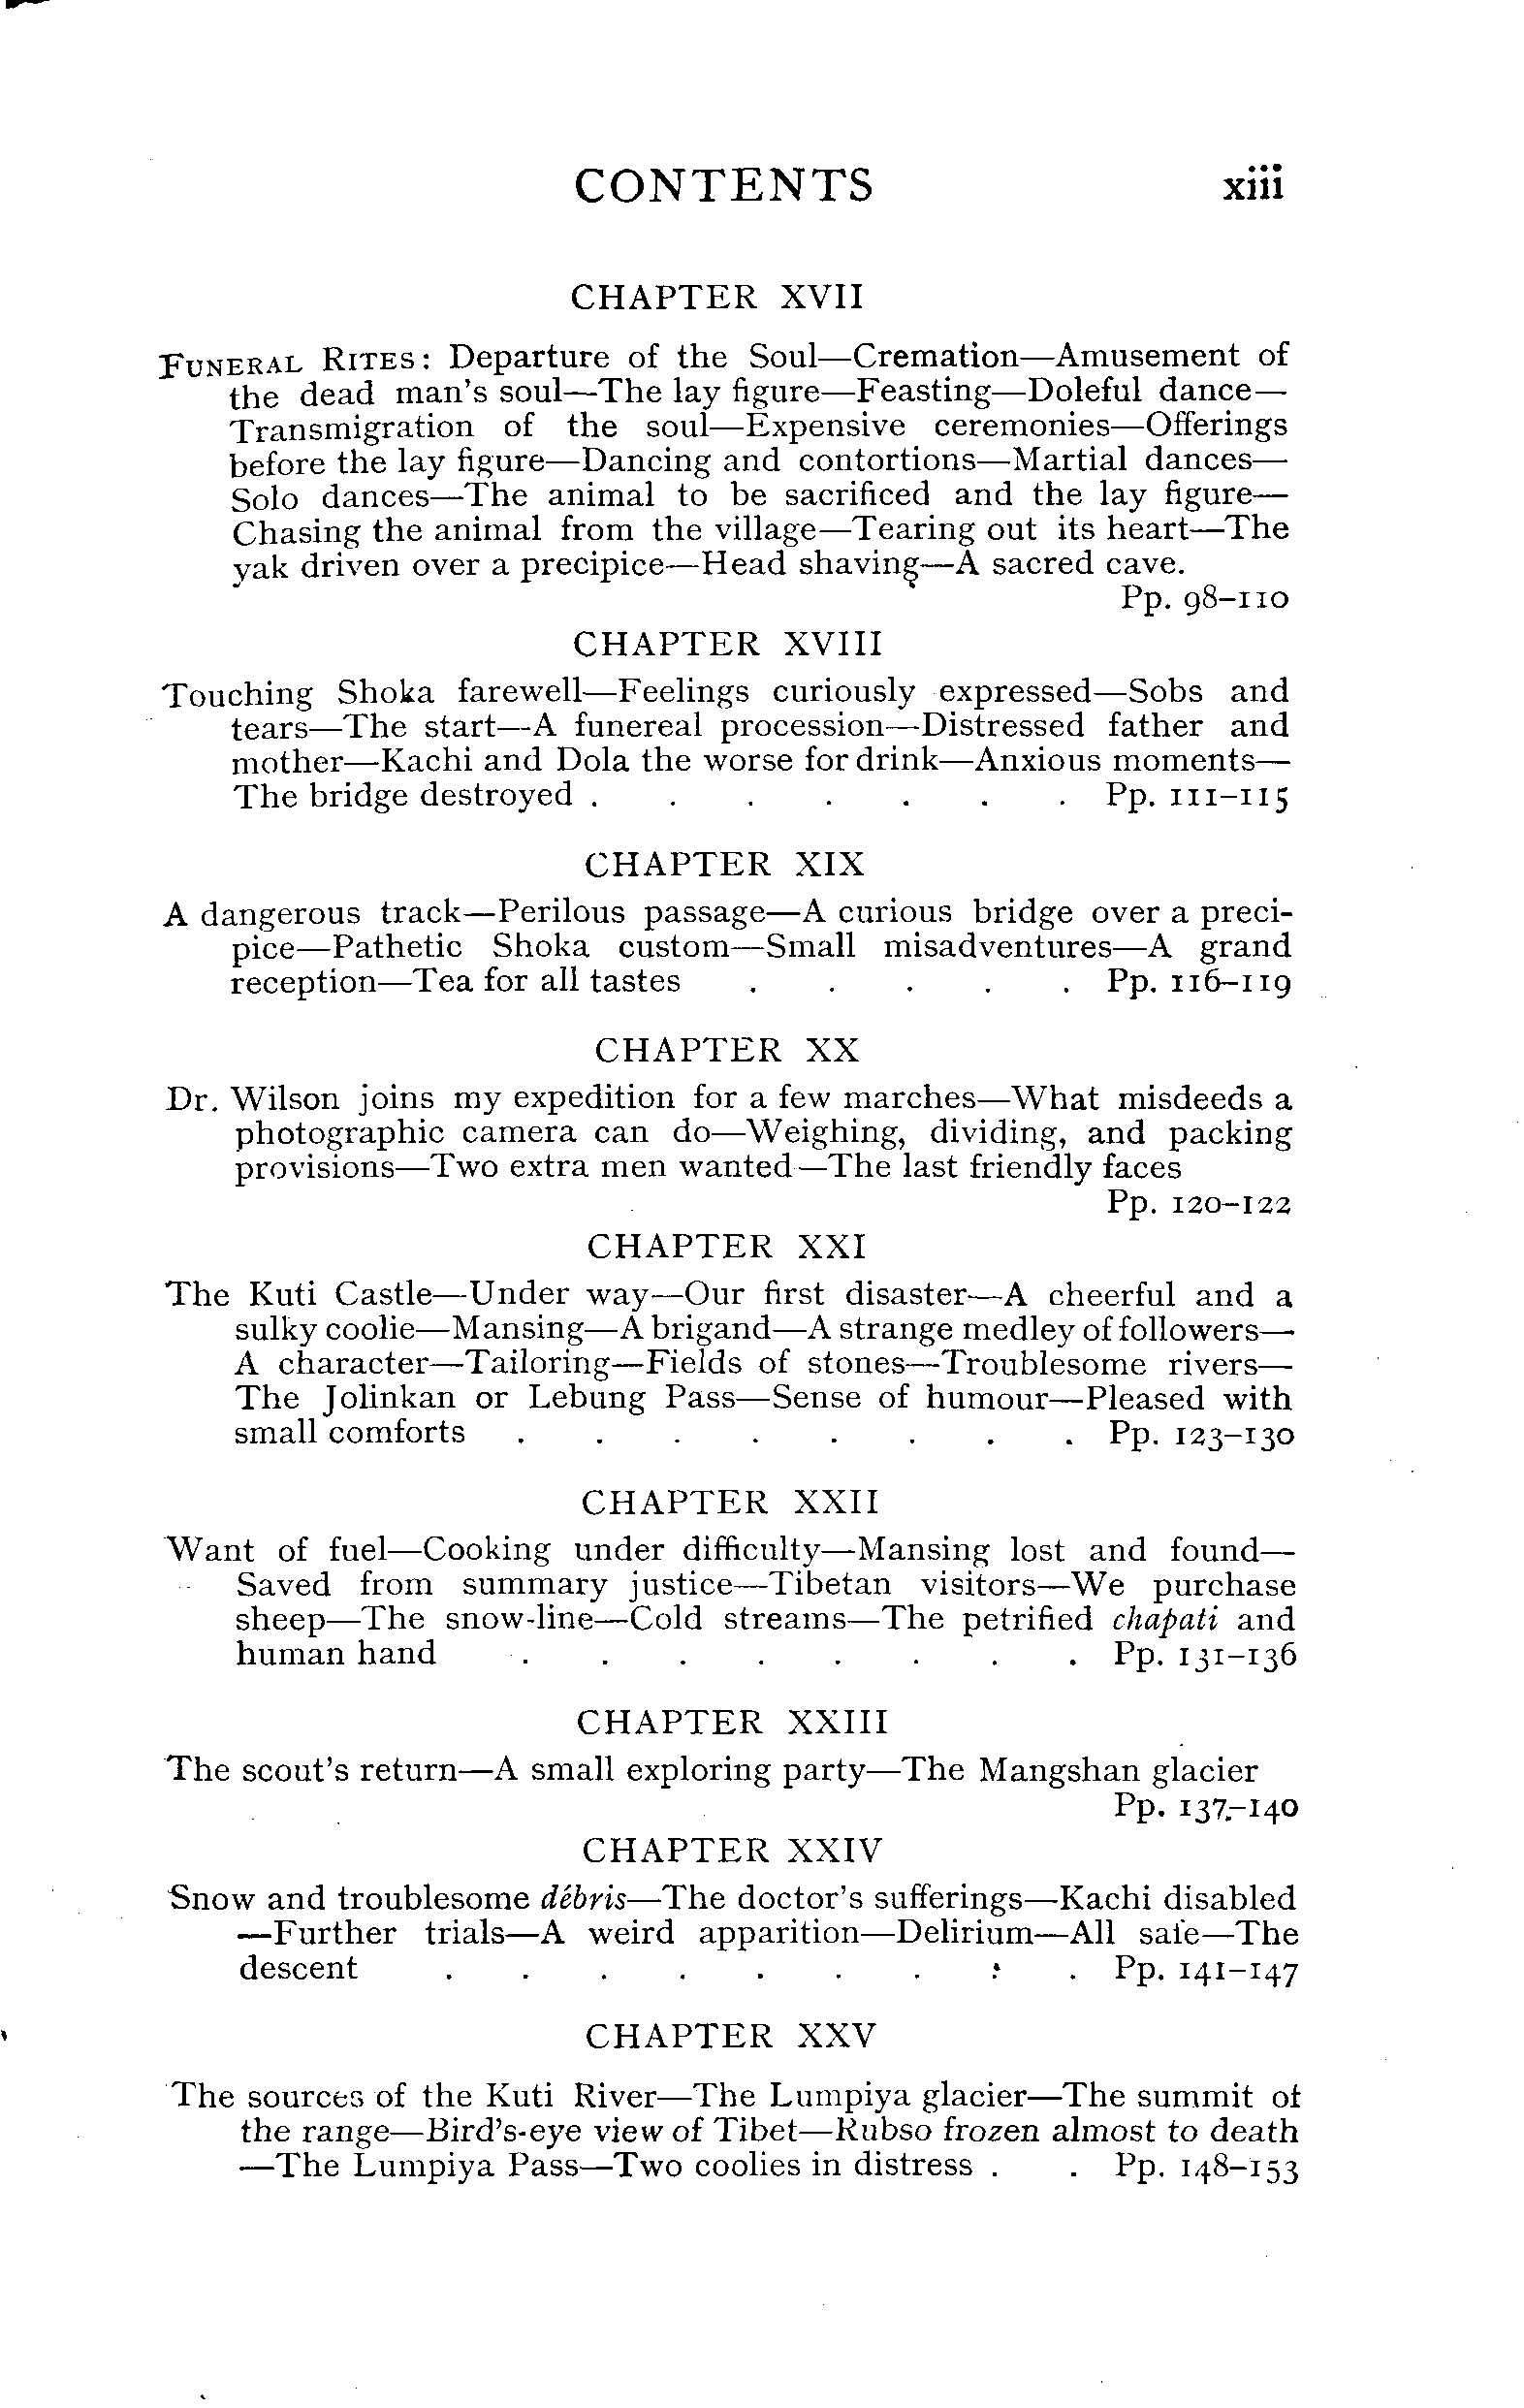 CONTENTS xiii
CHAPTER XVII
FUNERAL RITES: Departure of the Soul—Cremation—Amusement of
the dead man's soul—The lay figure—Feasting—Doleful dance—
Transmigration of the soul—Expensive ceremonies—Offerings
before the lay figure—Dancing and contortions—Martial dances—
Solo dances—The animal to be sacrificed and the lay figure—
Chasing the animal from the village—Tearing out its heart—The
yak driven over a precipice—Head shaving—A sacred cave.
Pp. 98–110
CHAPTER XVIII
Touching Shoka farewell—Feelings curiously expressed—Sobs and
tears—The start—A funereal procession—Distressed father and
mother—Kachi and Dola the worse for drink—Anxious moments—
The bridge destroyed . . . . . . . Pp. 111–115
CHAPTER XIX
A dangerous track—Perilous passage—A curious bridge over a preci-
pice—Pathetic Shoka custom—Small misadventures—A grand
reception—Tea for all tastes . . . . . Pp. 116–119
CHAPTER XX
Dr. Wilson joins my expedition for a few marches—What misdeeds a
photographic camera can do—Weighing, dividing, and packing
provisions—Two extra men wanted—The last friendly faces
Pp. 120–122
CHAPTER XXI
The Kuti Castle—Under way—Our first disaster—A cheerful and a
sulky coolie—Mansing—A brigand—A strange medley of followers—
A character—Tailoring—Fields of stones—Troublesome rivers—
The Jolinkan or Lebung Pass—Sense of humour—Pleased with
small comforts . . . . . . . . Pp. 123–130
CHAPTER XXII
Want of fuel—Cooking under difficulty—Mansing lost and found—
Saved from summary justice—Tibetan visitors—We purchase
sheep—The snow-line—Cold streams—The petrified chapati and
human hand . . . . . . . . Pp. 131–136
CHAPTER XXIII
The scout's return—A small exploring party—The Mangshan glacier
Pp. 137–140
CHAPTER XXIV
Snow and troublesome débris—The doctor's sufferings—Kachi disabled
—Further trials—A weird apparition—Delirium—All safe—The
descent . . . . . . . . . Pp. 141–147
CHAPTER XXV
The sources of the Kuti River—The Lumpiya glacier—The summit of
the range—Bird's-eye view of Tibet—Rubso frozen almost to death
—The Lumpiya Pass—Two coolies in distress . . Pp. 148–153